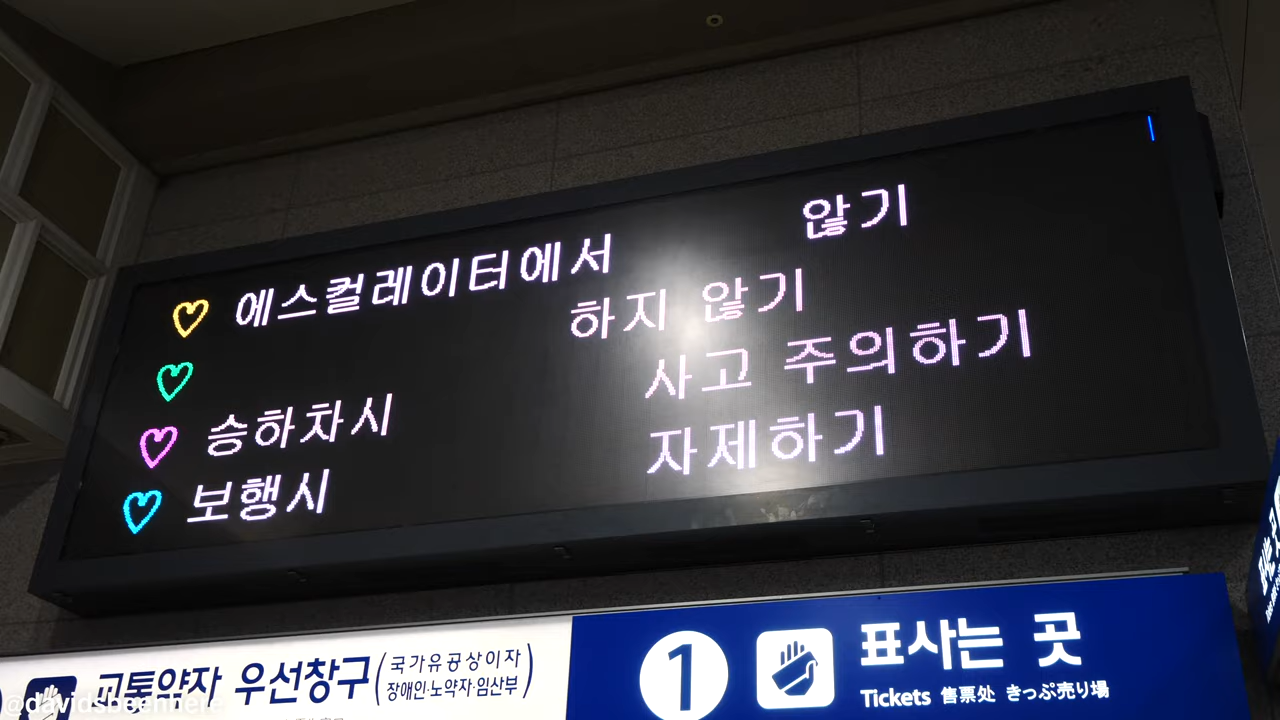 에스컬레이터에서 않기
하지 않기
승하차시 사고 주의하기
보행시 자제하기
교통약자 우선창구(국가유공상이자
장애인·노약자·임산부)
1 표사는 곳
Tickets 售票处 きっぷ売り場
@davidsbeenhere